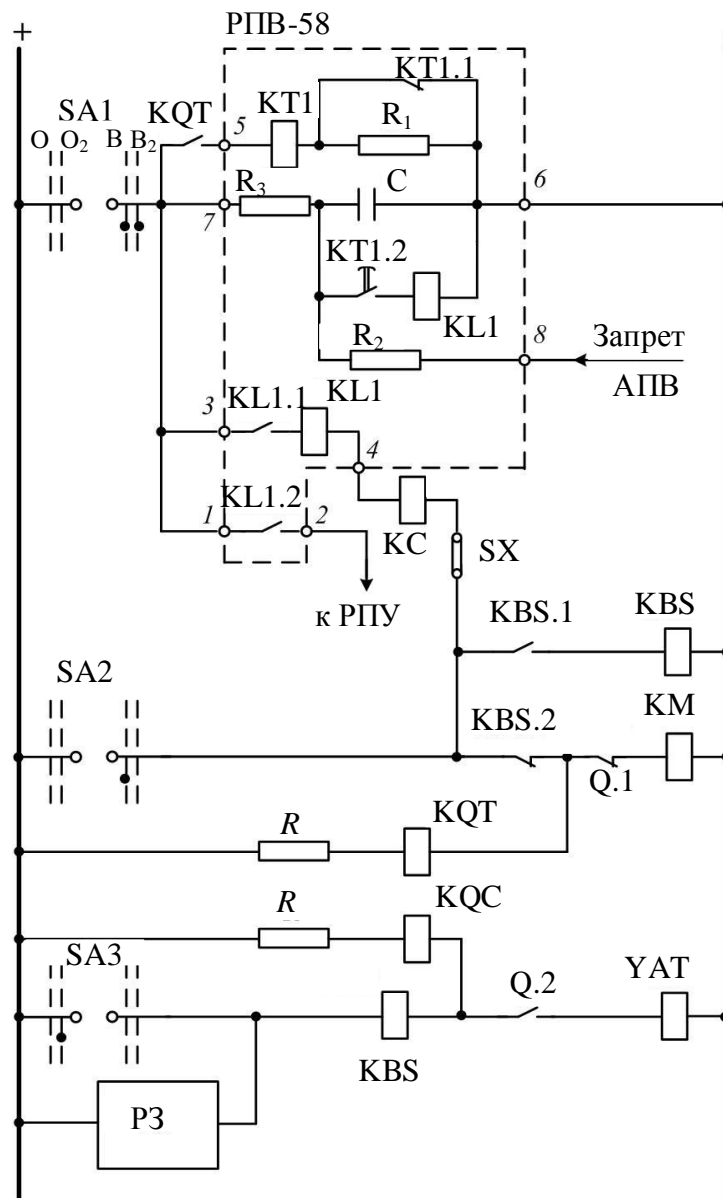 РПВ-58
+
KT1.1
SA1
KQT
5
KT1
R1
O O2 B B2
R3
C
6
7
KT1.2
KL1
R2
8
Запрет
АПВ
3
KL1.1
KL1
4
1
KL1.2
2
KC
SX
к РПУ
KBS.1
KBS
SA2
KBS.2
KM
Q.1
R
KQT
R
KQC
SA3
Q.2
YAT
KBS
РЗ